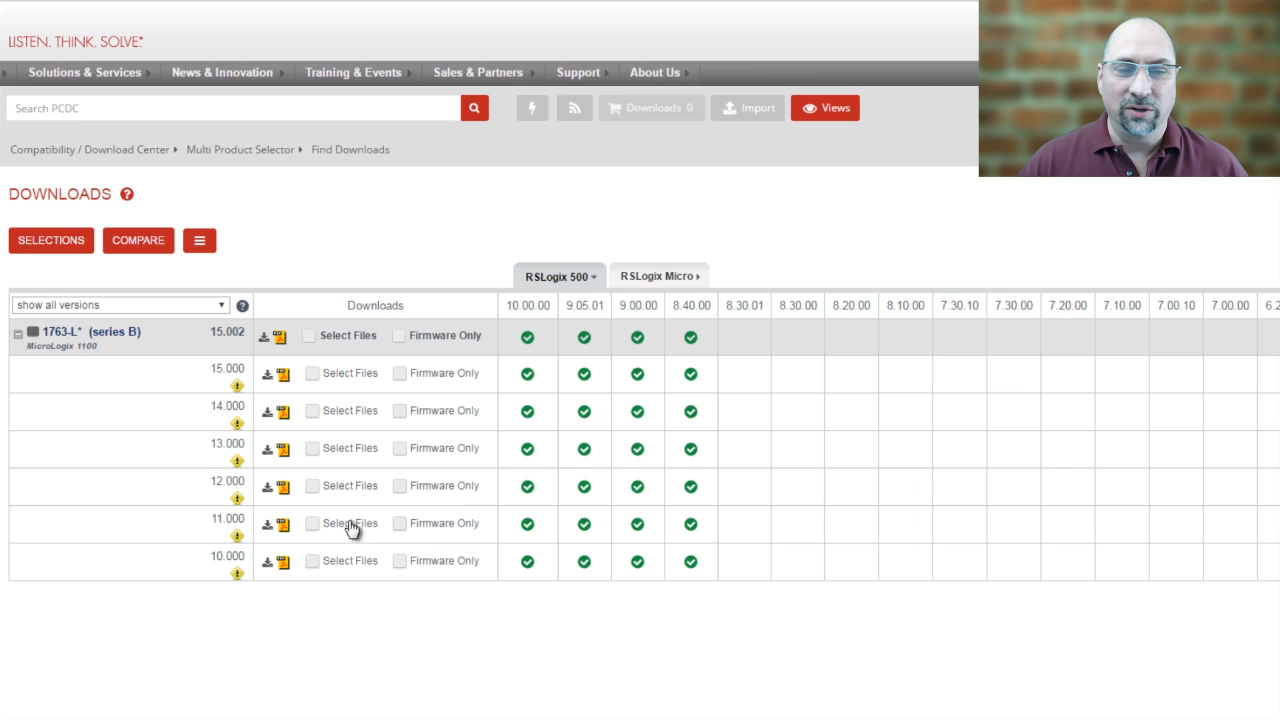 LISTEN. THINK. SOLVE.®
Solutions & Services News & Innovation Training & Events Sales & Partners Support About Us
Search PCDC Downloads 0 Import Views
Compatibility / Download Center Multi Product Selector Find Downloads
DOWNLOADS ?
SELECTIONS COMPARE
RSLogix 500 RSLogix Micro
show all versions ? Downloads 10.00.00 9.05.01 9.00.00 8.40.00 8.30.01 8.30.00 8.20.00 8.10.00 7.30.10 7.30.00 7.20.00 7.10.00 7.00.10 7.00.00 6.2
1763-L* (series B) 15.002 Select Files Firmware Only
MicroLogix 1100
15.000 Select Files Firmware Only
14.000 Select Files Firmware Only
13.000 Select Files Firmware Only
12.000 Select Files Firmware Only
11.000 Select Files Firmware Only
10.000 Select Files Firmware Only